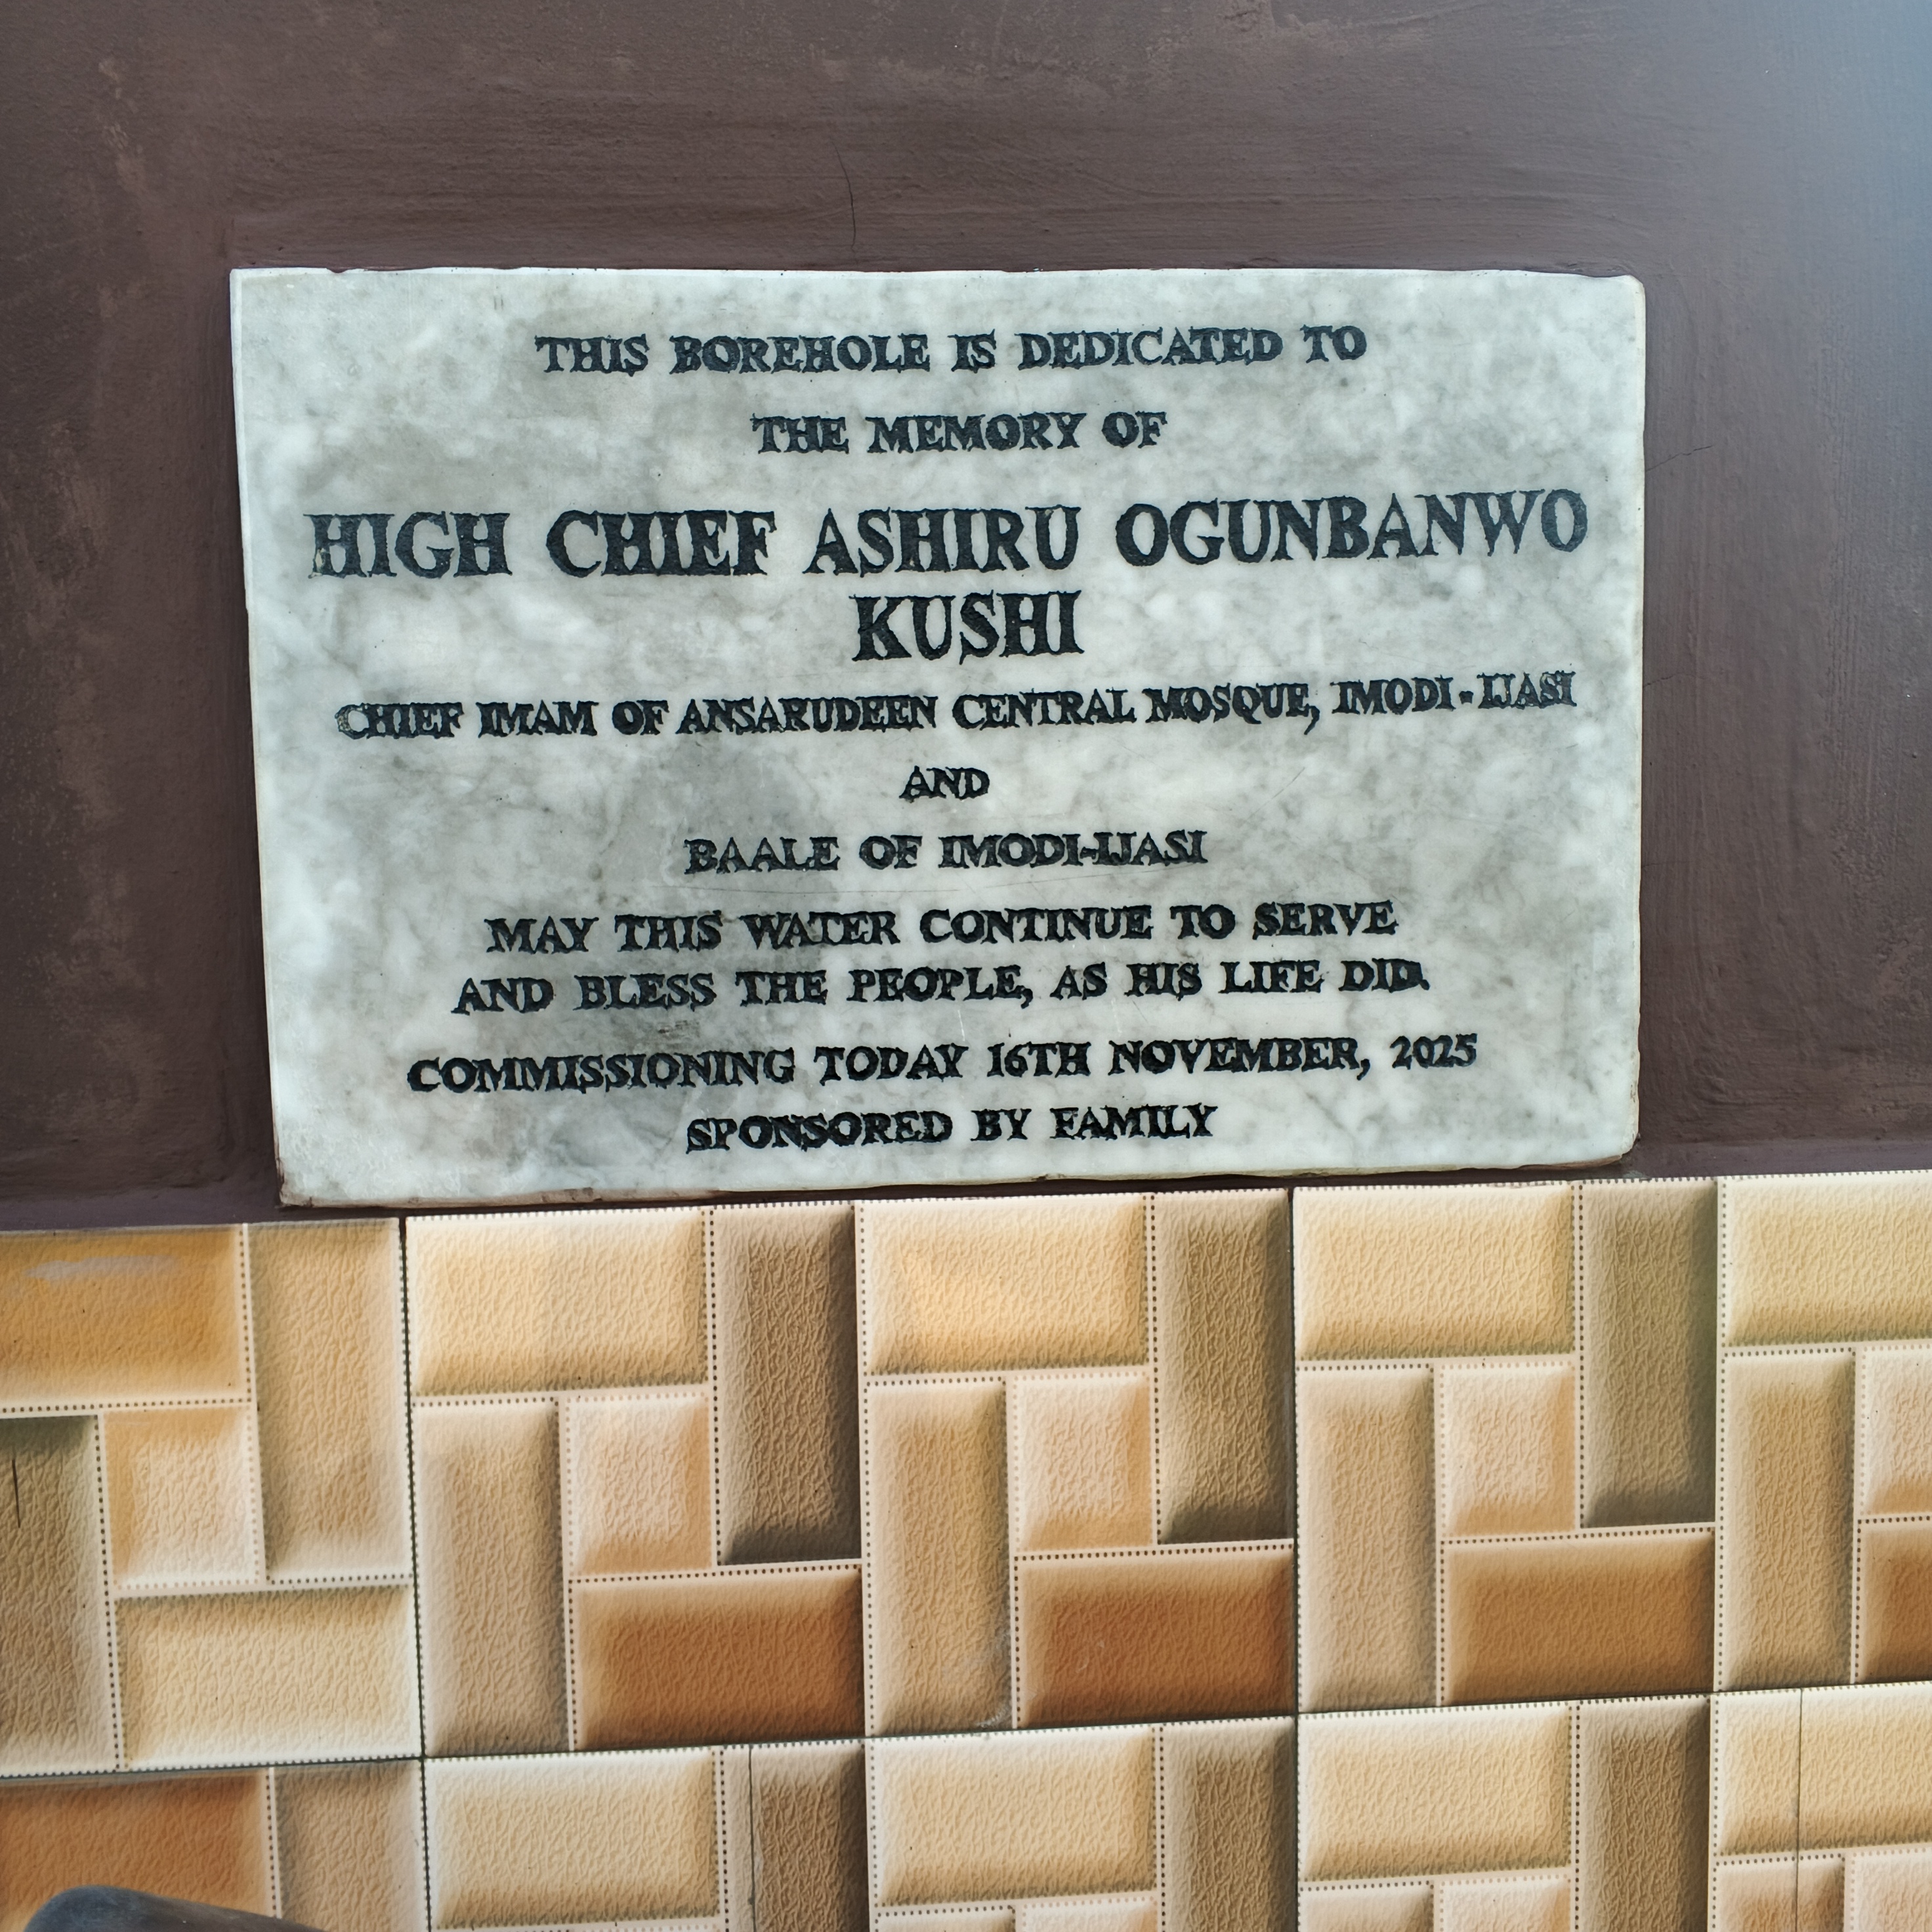 THIS BOREHOLE IS DEDICATED TO
THE MEMORY OF
HIGH CHIEF ASHIRU OGUNBANWO
KUSHI
CHIEF IMAM OF ANSARUDEEN CENTRAL MOSQUE, IMODI-IJASI
AND
BAALE OF IMODI-IJASI
MAY THIS WATER CONTINUE TO SERVE
AND BLESS THE PEOPLE, AS HIS LIFE DID.
COMMISSIONING TODAY 16TH NOVEMBER, 2025
SPONSORED BY FAMILY